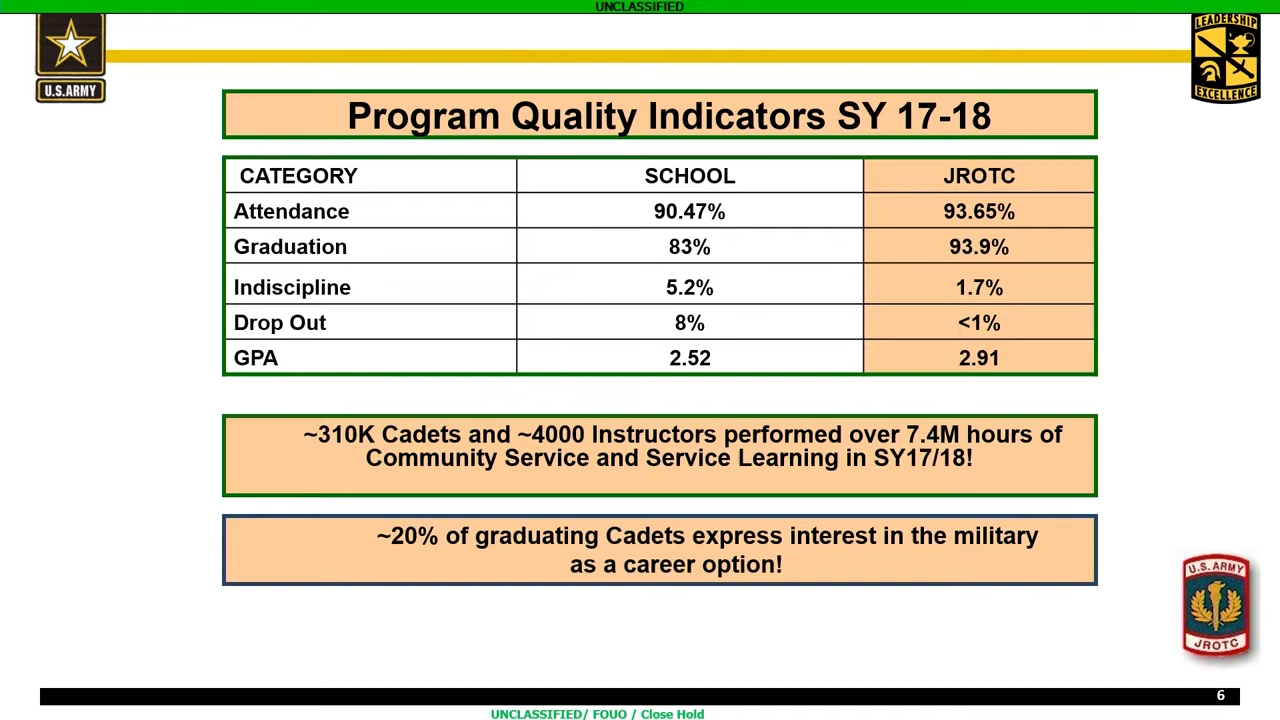 UNCLASSIFIED
U.S.ARMY
LEADERSHIP
EXCELLENCE
Program Quality Indicators SY 17-18
CATEGORY SCHOOL JROTC
Attendance 90.47% 93.65%
Graduation 83% 93.9%
Indiscipline 5.2% 1.7%
Drop Out 8% <1%
GPA 2.52 2.91
~310K Cadets and ~4000 Instructors performed over 7.4M hours of
Community Service and Service Learning in SY17/18!
~20% of graduating Cadets express interest in the military
as a career option!
U.S. ARMY
JROTC
6
UNCLASSIFIED/ FOUO / Close Hold